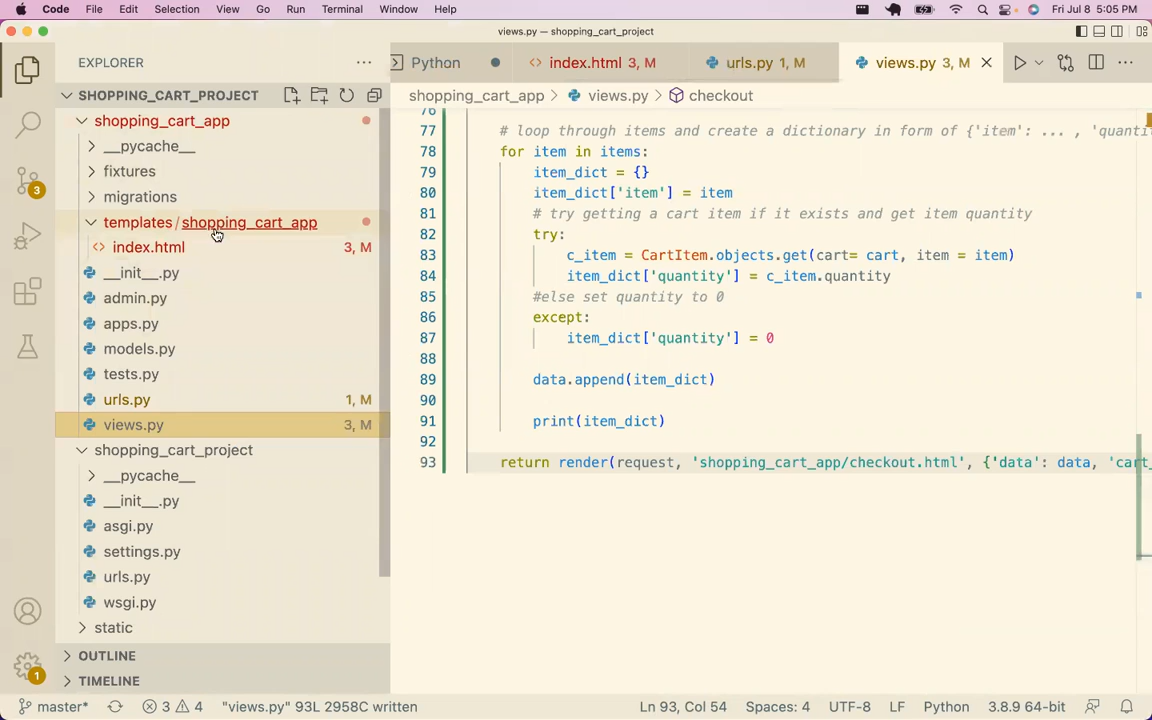 Code File Edit Selection View Go Run Terminal Window Help Fri Jul 8 5:05 PM
views.py — shopping_cart_project
EXPLORER
Python
index.html 3, M
urls.py 1, M
views.py 3, M
SHOPPING_CART_PROJECT
shopping_cart_app > views.py > checkout
shopping_cart_app
__pycache__
fixtures
migrations
templates / shopping_cart_app
index.html 3, M
__init__.py
admin.py
apps.py
models.py
tests.py
urls.py 1, M
views.py 3, M
shopping_cart_project
__pycache__
__init__.py
asgi.py
settings.py
urls.py
wsgi.py
static
OUTLINE
TIMELINE
76
77 # loop through items and create a dictionary in form of {'item': ... , 'quanti
78 for item in items:
79 item_dict = {}
80 item_dict['item'] = item
81 # try getting a cart item if it exists and get item quantity
82 try:
83 c_item = CartItem.objects.get(cart= cart, item = item)
84 item_dict['quantity'] = c_item.quantity
85 #else set quantity to 0
86 except:
87 item_dict['quantity'] = 0
88
89 data.append(item_dict)
90
91 print(item_dict)
92
93 return render(request, 'shopping_cart_app/checkout.html', {'data': data, 'cart_
3
1
master* 3 4 "views.py" 93L 2958C written Ln 93, Col 54 Spaces: 4 UTF-8 LF Python 3.8.9 64-bit